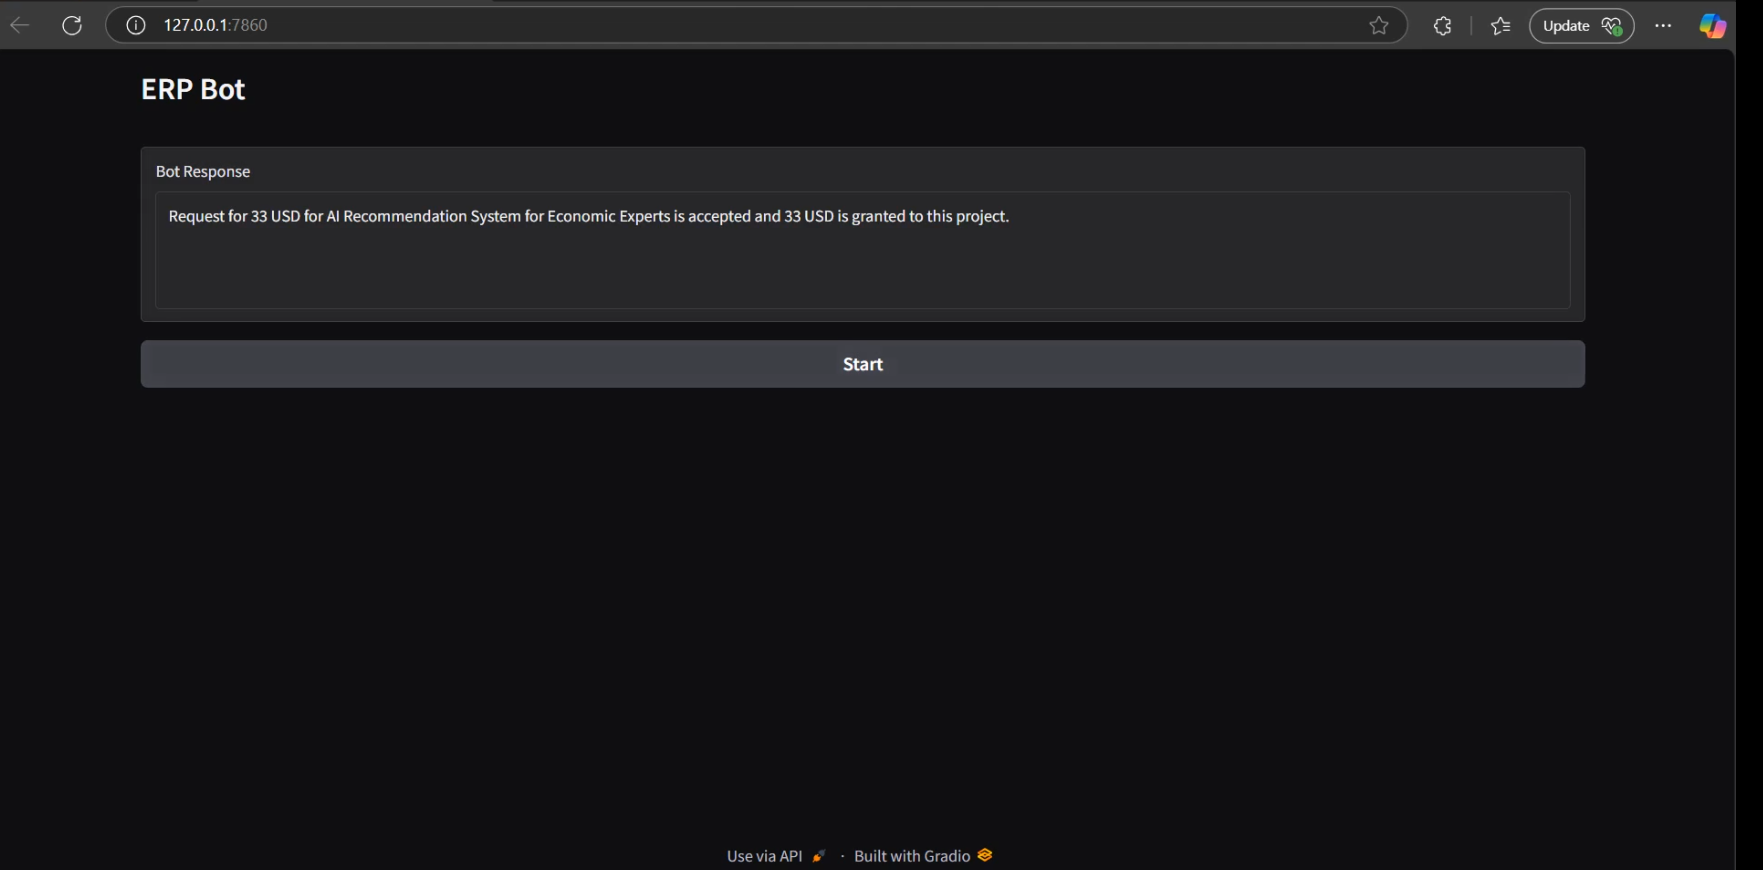 127.0.0.1:7860
Update
ERP Bot
Bot Response
Request for 33 USD for AI Recommendation System for Economic Experts is accepted and 33 USD is granted to this project.
Start
Use via API · Built with Gradio